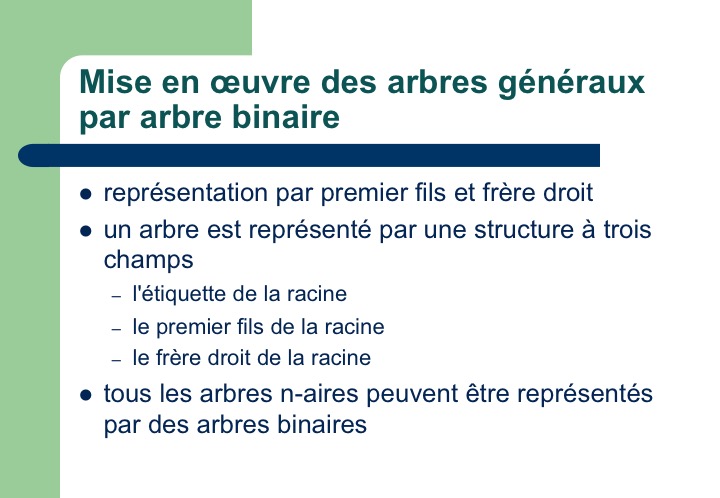 Mise en œuvre des arbres généraux
par arbre binaire
● représentation par premier fils et frère droit
● un arbre est représenté par une structure à trois
champs
– l'étiquette de la racine
– le premier fils de la racine
– le frère droit de la racine
● tous les arbres n-aires peuvent être représentés
par des arbres binaires